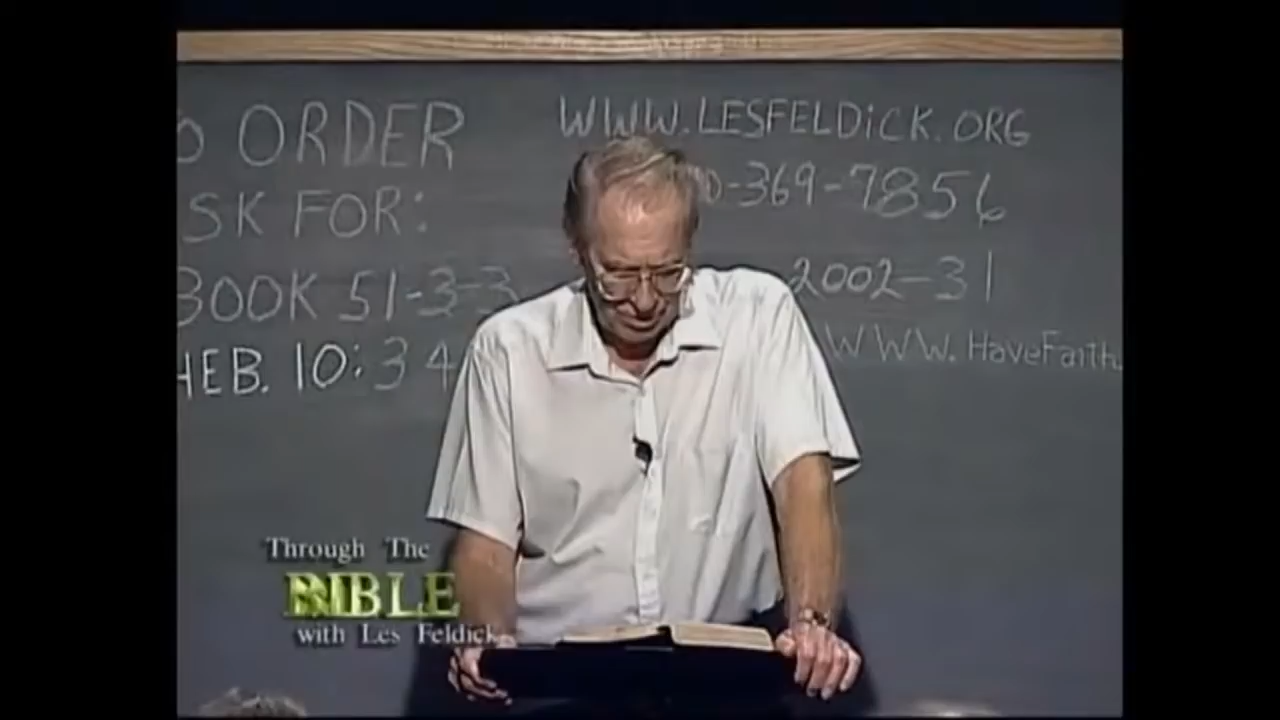 O ORDER
SK FOR:
BOOK 51-3-3
HEB. 10:34
WWW.LESFELDiCK.ORG
0-369-7856
2002-31
WWW.HaveFaith
Through The
BIBLE
with Les Feldick